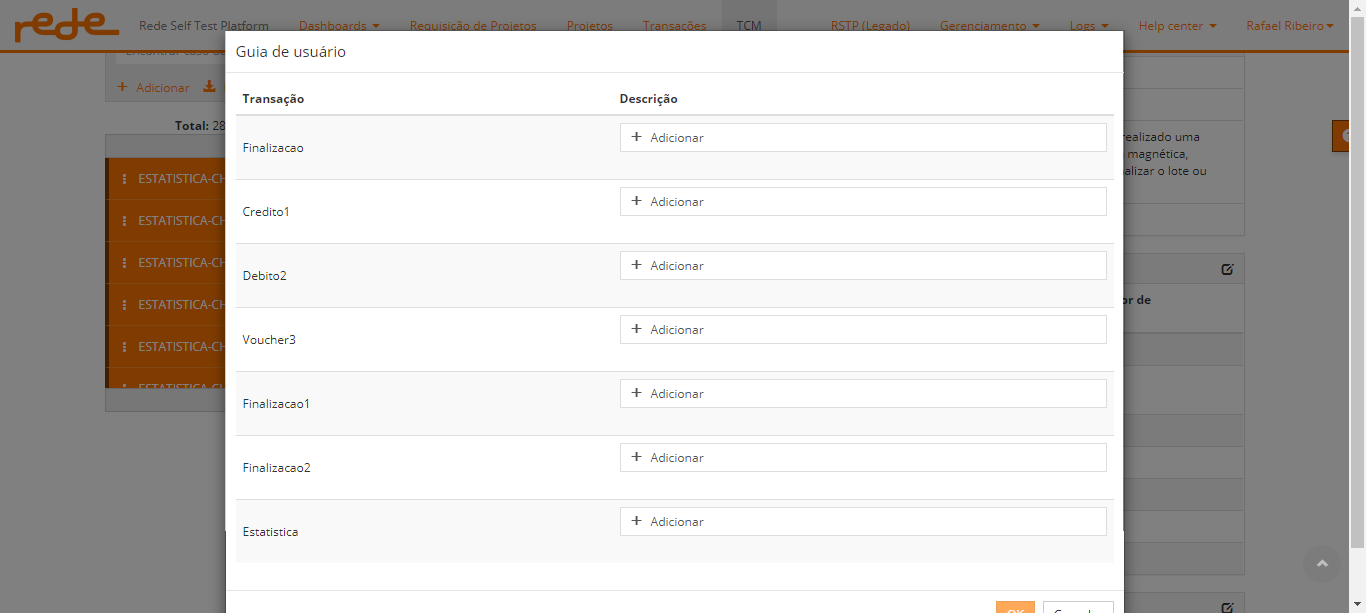 rede Rede Self Test Platform Dashboards Requisição de Projetos Projetos Transações TCM RSTP (Legado) Gerenciamento Logs Help center Rafael Ribeiro
Guia de usuário
Encontrar caso
+ Adicionar
Total: 28
ESTATISTICA-CH
ESTATISTICA-CH
ESTATISTICA-CH
ESTATISTICA-CH
ESTATISTICA-CH
ESTATISTICA-CH
Transação Descrição
Finalizacao + Adicionar
Credito1 + Adicionar
Debito2 + Adicionar
Voucher3 + Adicionar
Finalizacao1 + Adicionar
Finalizacao2 + Adicionar
Estatistica + Adicionar
OK
ealizado uma
magnética,
alizar o lote ou
or de